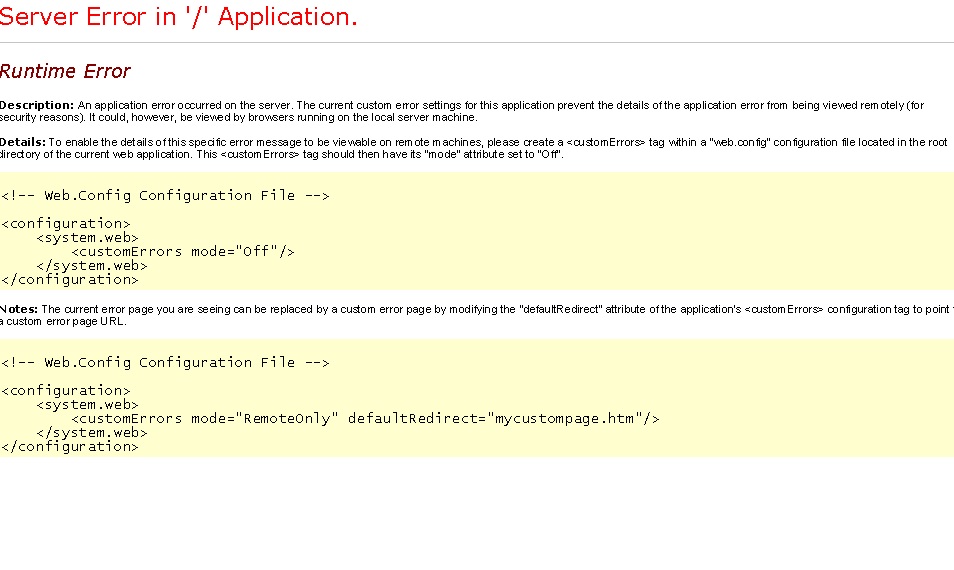 Server Error in '/' Application.
Runtime Error
Description: An application error occurred on the server. The current custom error settings for this application prevent the details of the application error from being viewed remotely (for
security reasons). It could, however, be viewed by browsers running on the local server machine.
Details: To enable the details of this specific error message to be viewable on remote machines, please create a <customErrors> tag within a "web.config" configuration file located in the root
directory of the current web application. This <customErrors> tag should then have its "mode" attribute set to "Off".
<!-- Web.Config Configuration File -->
<configuration>
    <system.web>
        <customErrors mode="Off"/>
    </system.web>
</configuration>
Notes: The current error page you are seeing can be replaced by a custom error page by modifying the "defaultRedirect" attribute of the application's <customErrors> configuration tag to point
a custom error page URL.
<!-- Web.Config Configuration File -->
<configuration>
    <system.web>
        <customErrors mode="RemoteOnly" defaultRedirect="mycustompage.htm"/>
    </system.web>
</configuration>